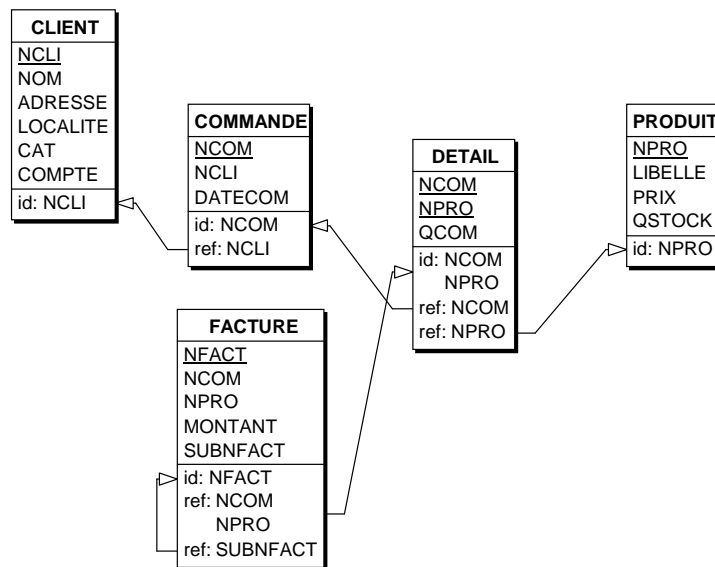 CLIENT
NCLI
NOM
ADRESSE
LOCALITE
CAT
COMPTE
id: NCLI
COMMANDE
NCOM
NCLI
DATECOM
id: NCOM
ref: NCLI
DETAIL
NCOM
NPRO
QCOM
id: NCOM
NPRO
ref: NCOM
ref: NPRO
PRODUIT
NPRO
LIBELLE
PRIX
QSTOCK
id: NPRO
FACTURE
NFACT
NCOM
NPRO
MONTANT
SUBNFACT
id: NFACT
ref: NCOM
NPRO
ref: SUBNFACT